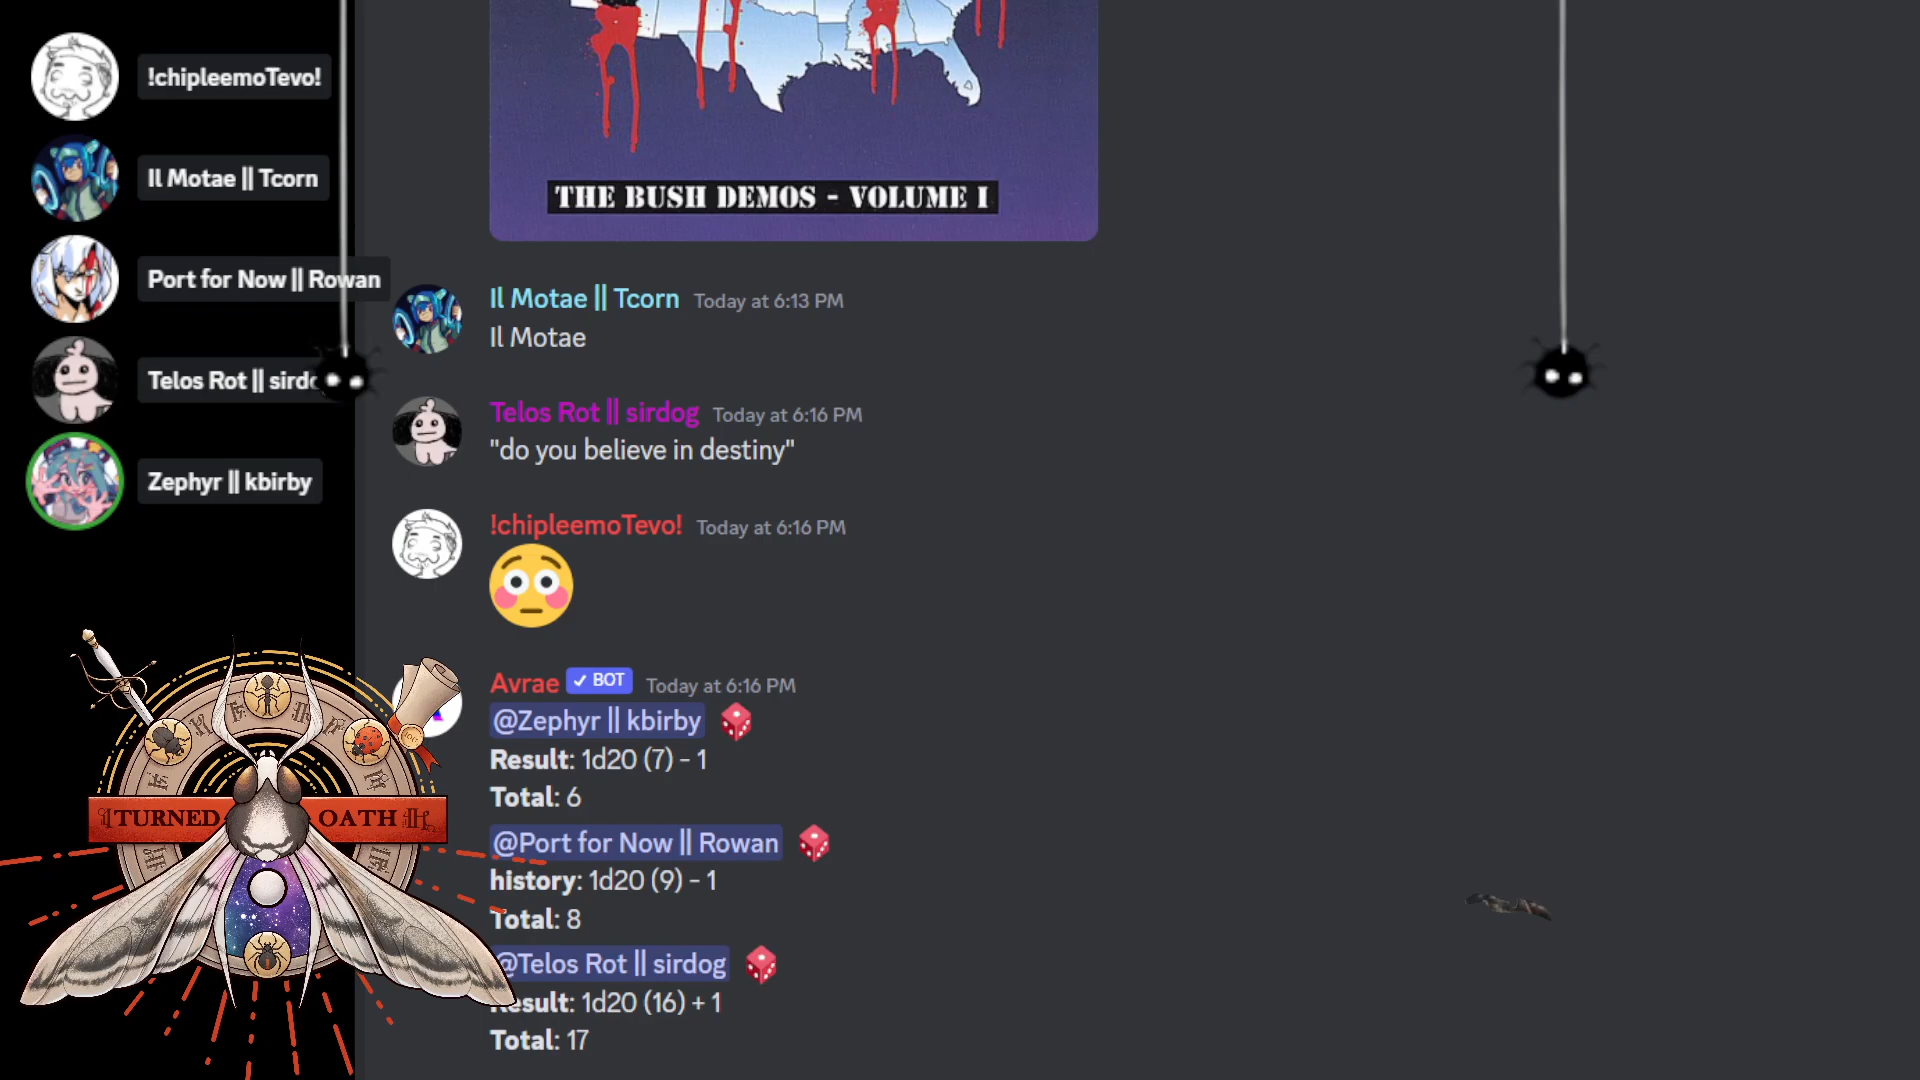 !chipleemoTevo!
Il Motae || Tcorn
Port for Now || Rowan
Telos Rot || sird
Zephyr || kbirby
THE BUSH DEMOS - VOLUME I
Il Motae || Tcorn Today at 6:13 PM
Il Motae
Telos Rot || sirdog Today at 6:16 PM
"do you believe in destiny"
!chipleemoTevo! Today at 6:16 PM
Avrae ✓ BOT Today at 6:16 PM
@Zephyr || kbirby
Result: 1d20 (7) - 1
Total: 6
@Port for Now || Rowan
history: 1d20 (9) - 1
Total: 8
@Telos Rot || sirdog
Result: 1d20 (16) + 1
Total: 17
TURNED OATH